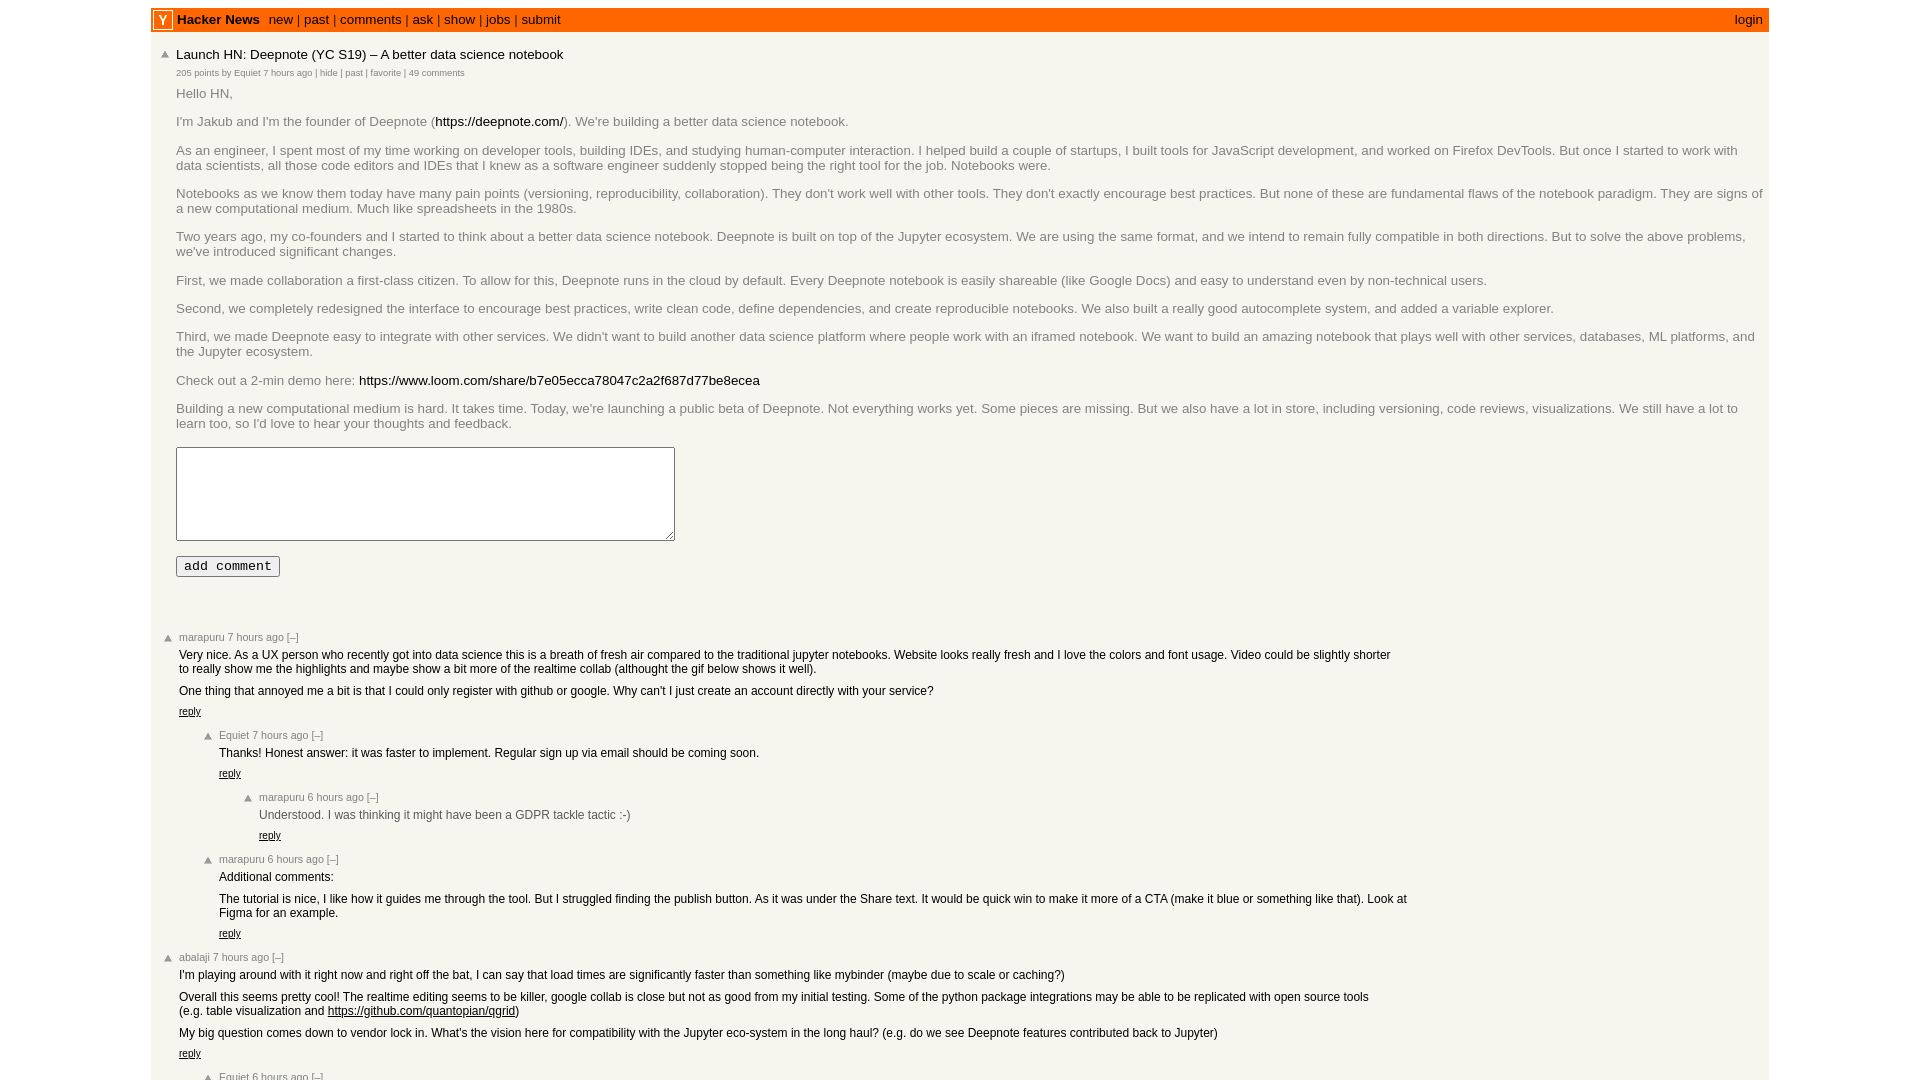 Y Hacker News new | past | comments | ask | show | jobs | submit login
Launch HN: Deepnote (YC S19) – A better data science notebook
205 points by Equiet 7 hours ago | hide | past | favorite | 49 comments
Hello HN,
I'm Jakub and I'm the founder of Deepnote (https://deepnote.com/). We're building a better data science notebook.
As an engineer, I spent most of my time working on developer tools, building IDEs, and studying human-computer interaction. I helped build a couple of startups, I built tools for JavaScript development, and worked on Firefox DevTools. But once I started to work with
data scientists, all those code editors and IDEs that I knew as a software engineer suddenly stopped being the right tool for the job. Notebooks were.
Notebooks as we know them today have many pain points (versioning, reproducibility, collaboration). They don't work well with other tools. They don't exactly encourage best practices. But none of these are fundamental flaws of the notebook paradigm. They are signs of
a new computational medium. Much like spreadsheets in the 1980s.
Two years ago, my co-founders and I started to think about a better data science notebook. Deepnote is built on top of the Jupyter ecosystem. We are using the same format, and we intend to remain fully compatible in both directions. But to solve the above problems,
we've introduced significant changes.
First, we made collaboration a first-class citizen. To allow for this, Deepnote runs in the cloud by default. Every Deepnote notebook is easily shareable (like Google Docs) and easy to understand even by non-technical users.
Second, we completely redesigned the interface to encourage best practices, write clean code, define dependencies, and create reproducible notebooks. We also built a really good autocomplete system, and added a variable explorer.
Third, we made Deepnote easy to integrate with other services. We didn't want to build another data science platform where people work with an iframed notebook. We want to build an amazing notebook that plays well with other services, databases, ML platforms, and
the Jupyter ecosystem.
Check out a 2-min demo here: https://www.loom.com/share/b7e05ecca78047c2a2f687d77be8ecea
Building a new computational medium is hard. It takes time. Today, we're launching a public beta of Deepnote. Not everything works yet. Some pieces are missing. But we also have a lot in store, including versioning, code reviews, visualizations. We still have a lot to
learn too, so I'd love to hear your thoughts and feedback.
add comment
marapuru 7 hours ago [–]
Very nice. As a UX person who recently got into data science this is a breath of fresh air compared to the traditional jupyter notebooks. Website looks really fresh and I love the colors and font usage. Video could be slightly shorter
to really show me the highlights and maybe show a bit more of the realtime collab (althought the gif below shows it well).
One thing that annoyed me a bit is that I could only register with github or google. Why can't I just create an account directly with your service?
reply
Equiet 7 hours ago [–]
Thanks! Honest answer: it was faster to implement. Regular sign up via email should be coming soon.
reply
marapuru 6 hours ago [–]
Understood. I was thinking it might have been a GDPR tackle tactic :-)
reply
marapuru 6 hours ago [–]
Additional comments:
The tutorial is nice, I like how it guides me through the tool. But I struggled finding the publish button. As it was under the Share text. It would be quick win to make it more of a CTA (make it blue or something like that). Look at
Figma for an example.
reply
abalaji 7 hours ago [–]
I'm playing around with it right now and right off the bat, I can say that load times are significantly faster than something like mybinder (maybe due to scale or caching?)
Overall this seems pretty cool! The realtime editing seems to be killer, google collab is close but not as good from my initial testing. Some of the python package integrations may be able to be replicated with open source tools
(e.g. table visualization and https://github.com/quantopian/qgrid)
My big question comes down to vendor lock in. What's the vision here for compatibility with the Jupyter eco-system in the long haul? (e.g. do we see Deepnote features contributed back to Jupyter)
reply
Equiet 6 hours ago [–]